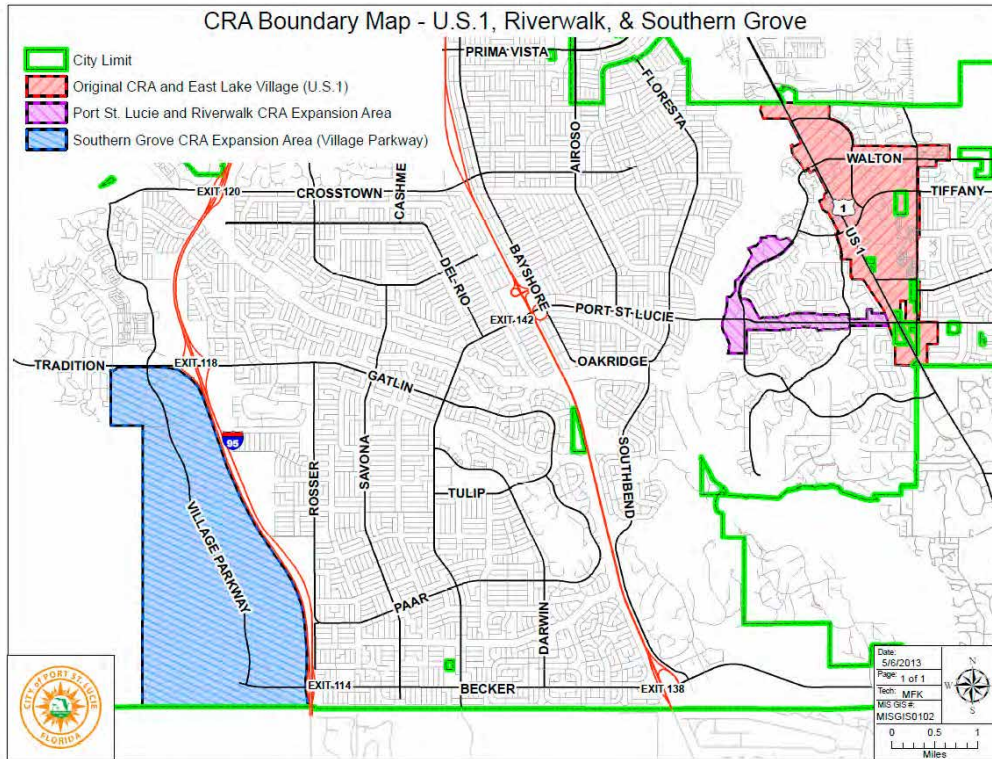 CRA Boundary Map - U.S.1, Riverwalk, & Southern Grove
City Limit
Original CRA and East Lake Village (U.S.1)
Port St. Lucie and Riverwalk CRA Expansion Area
Southern Grove CRA Expansion Area (Village Parkway)
PRIMA VISTA
FLORESTA
AIROSO
WALTON
TIFFANY
CASHME
EXIT 120
CROSSTOWN
1
US 1
DEL RIO
BAYSHORE
EXIT 142
PORT ST LUCIE
OAKRIDGE
TRADITION
EXIT 118
GATLIN
95
ROSSER
SAVONA
TULIP
SOUTHBEND
VILLAGE PARKWAY
PAAR
DARWIN
EXIT 114
BECKER
EXIT 138
CITY of PORT ST. LUCIE
FLORIDA
Date:
5/6/2013
Page: 1 of 1
Tech: MFK
MIS GIS #:
MISGIS0102
N
W E
S
0 0.5 1
Miles